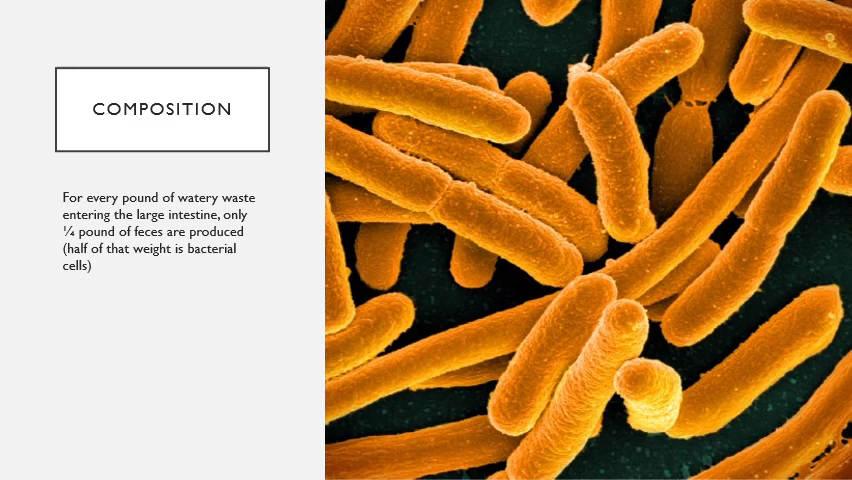 COMPOSITION
For every pound of watery waste
entering the large intestine, only
¼ pound of feces are produced
(half of that weight is bacterial
cells)